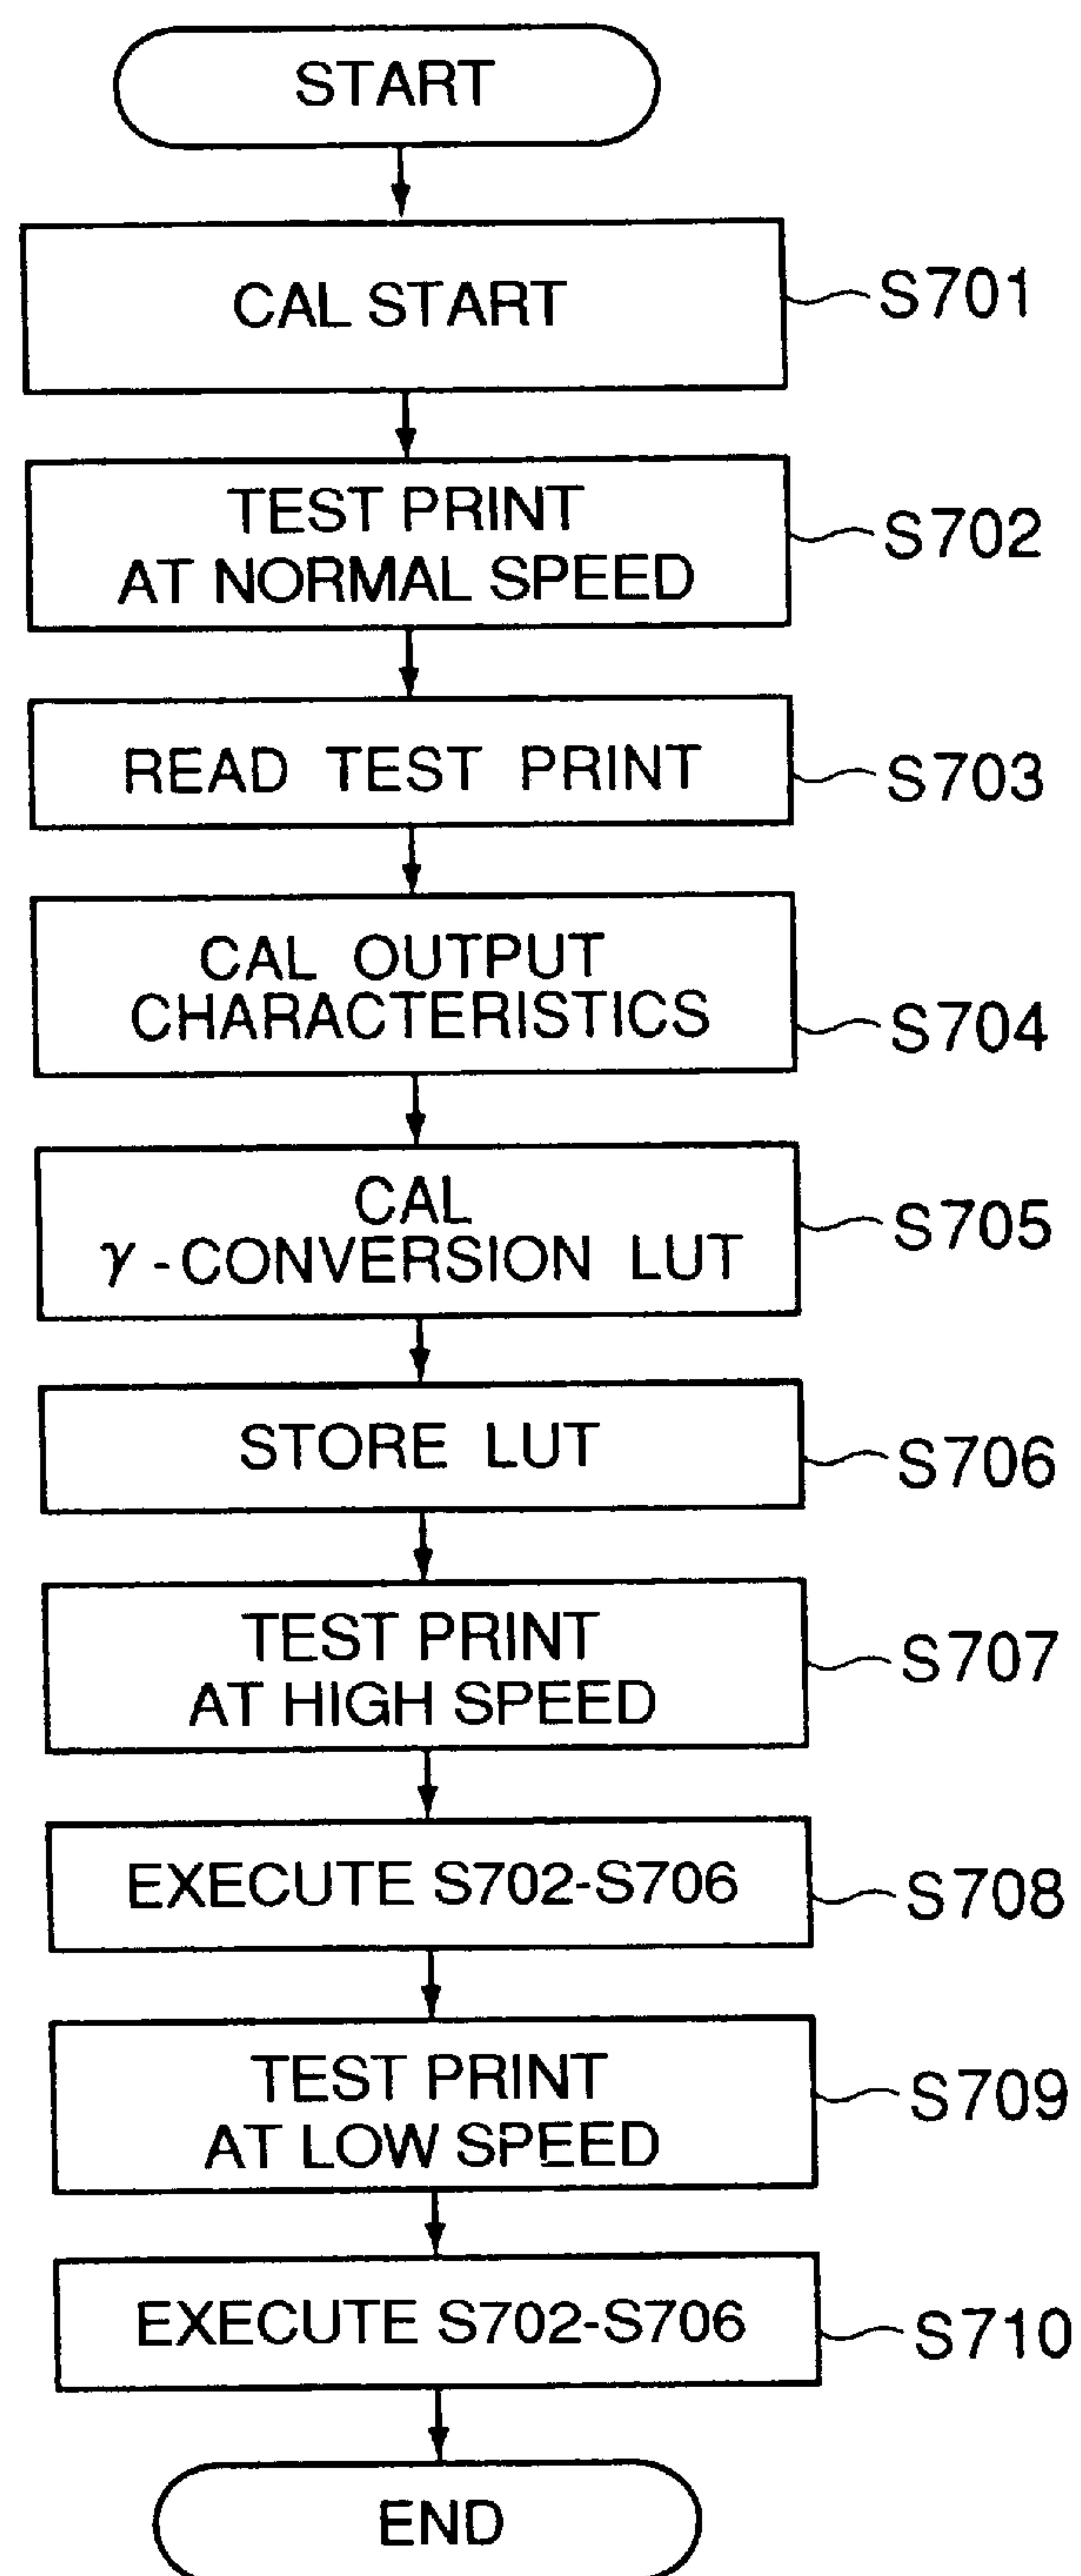 START
CAL START
S701
TEST PRINT
AT NORMAL SPEED
S702
READ TEST PRINT
S703
CAL OUTPUT
CHARACTERISTICS
S704
CAL
γ-CONVERSION LUT
S705
STORE LUT
S706
TEST PRINT
AT HIGH SPEED
S707
EXECUTE S702-S706
S708
TEST PRINT
AT LOW SPEED
S709
EXECUTE S702-S706
S710
END